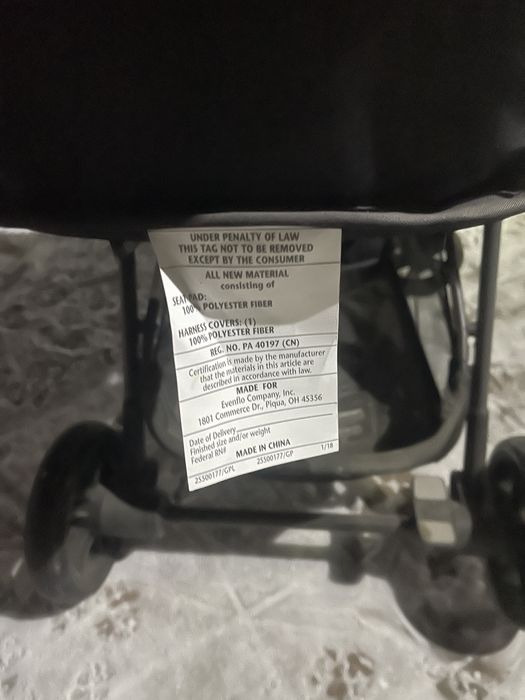 UNDER PENALTY OF LAW
THIS TAG NOT TO BE REMOVED
EXCEPT BY THE CONSUMER
ALL NEW MATERIAL
consisting of
SEAT PAD:
100% POLYESTER FIBER
HARNESS COVERS: (1)
100% POLYESTER FIBER
REG. NO. PA 40197 (CN)
Certification is made by the manufacturer
that the materials in this article are
described in accordance with law.
MADE FOR
Evenflo Company, Inc.
1801 Commerce Dr., Piqua, OH 45356
Date of Delivery
Finished size and/or weight
Federal RN#
MADE IN CHINA
1/18
25500177/GPL 25500177/GP